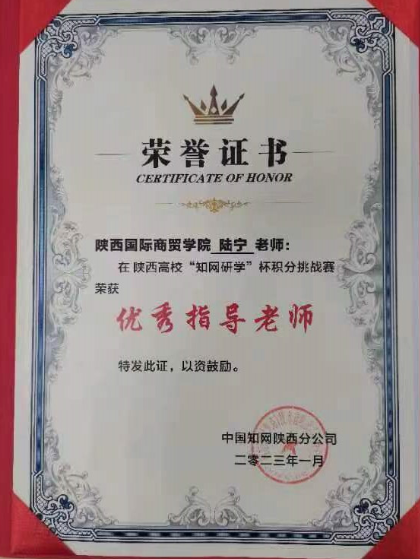 荣誉证书
CERTIFICATE OF HONOR
陕西国际商贸学院 陆宁 老师：
在陕西高校“知网研学”杯积分挑战赛
荣获
优秀指导老师
特发此证，以资鼓励。
中国知网陕西分公司
二零二三年一月